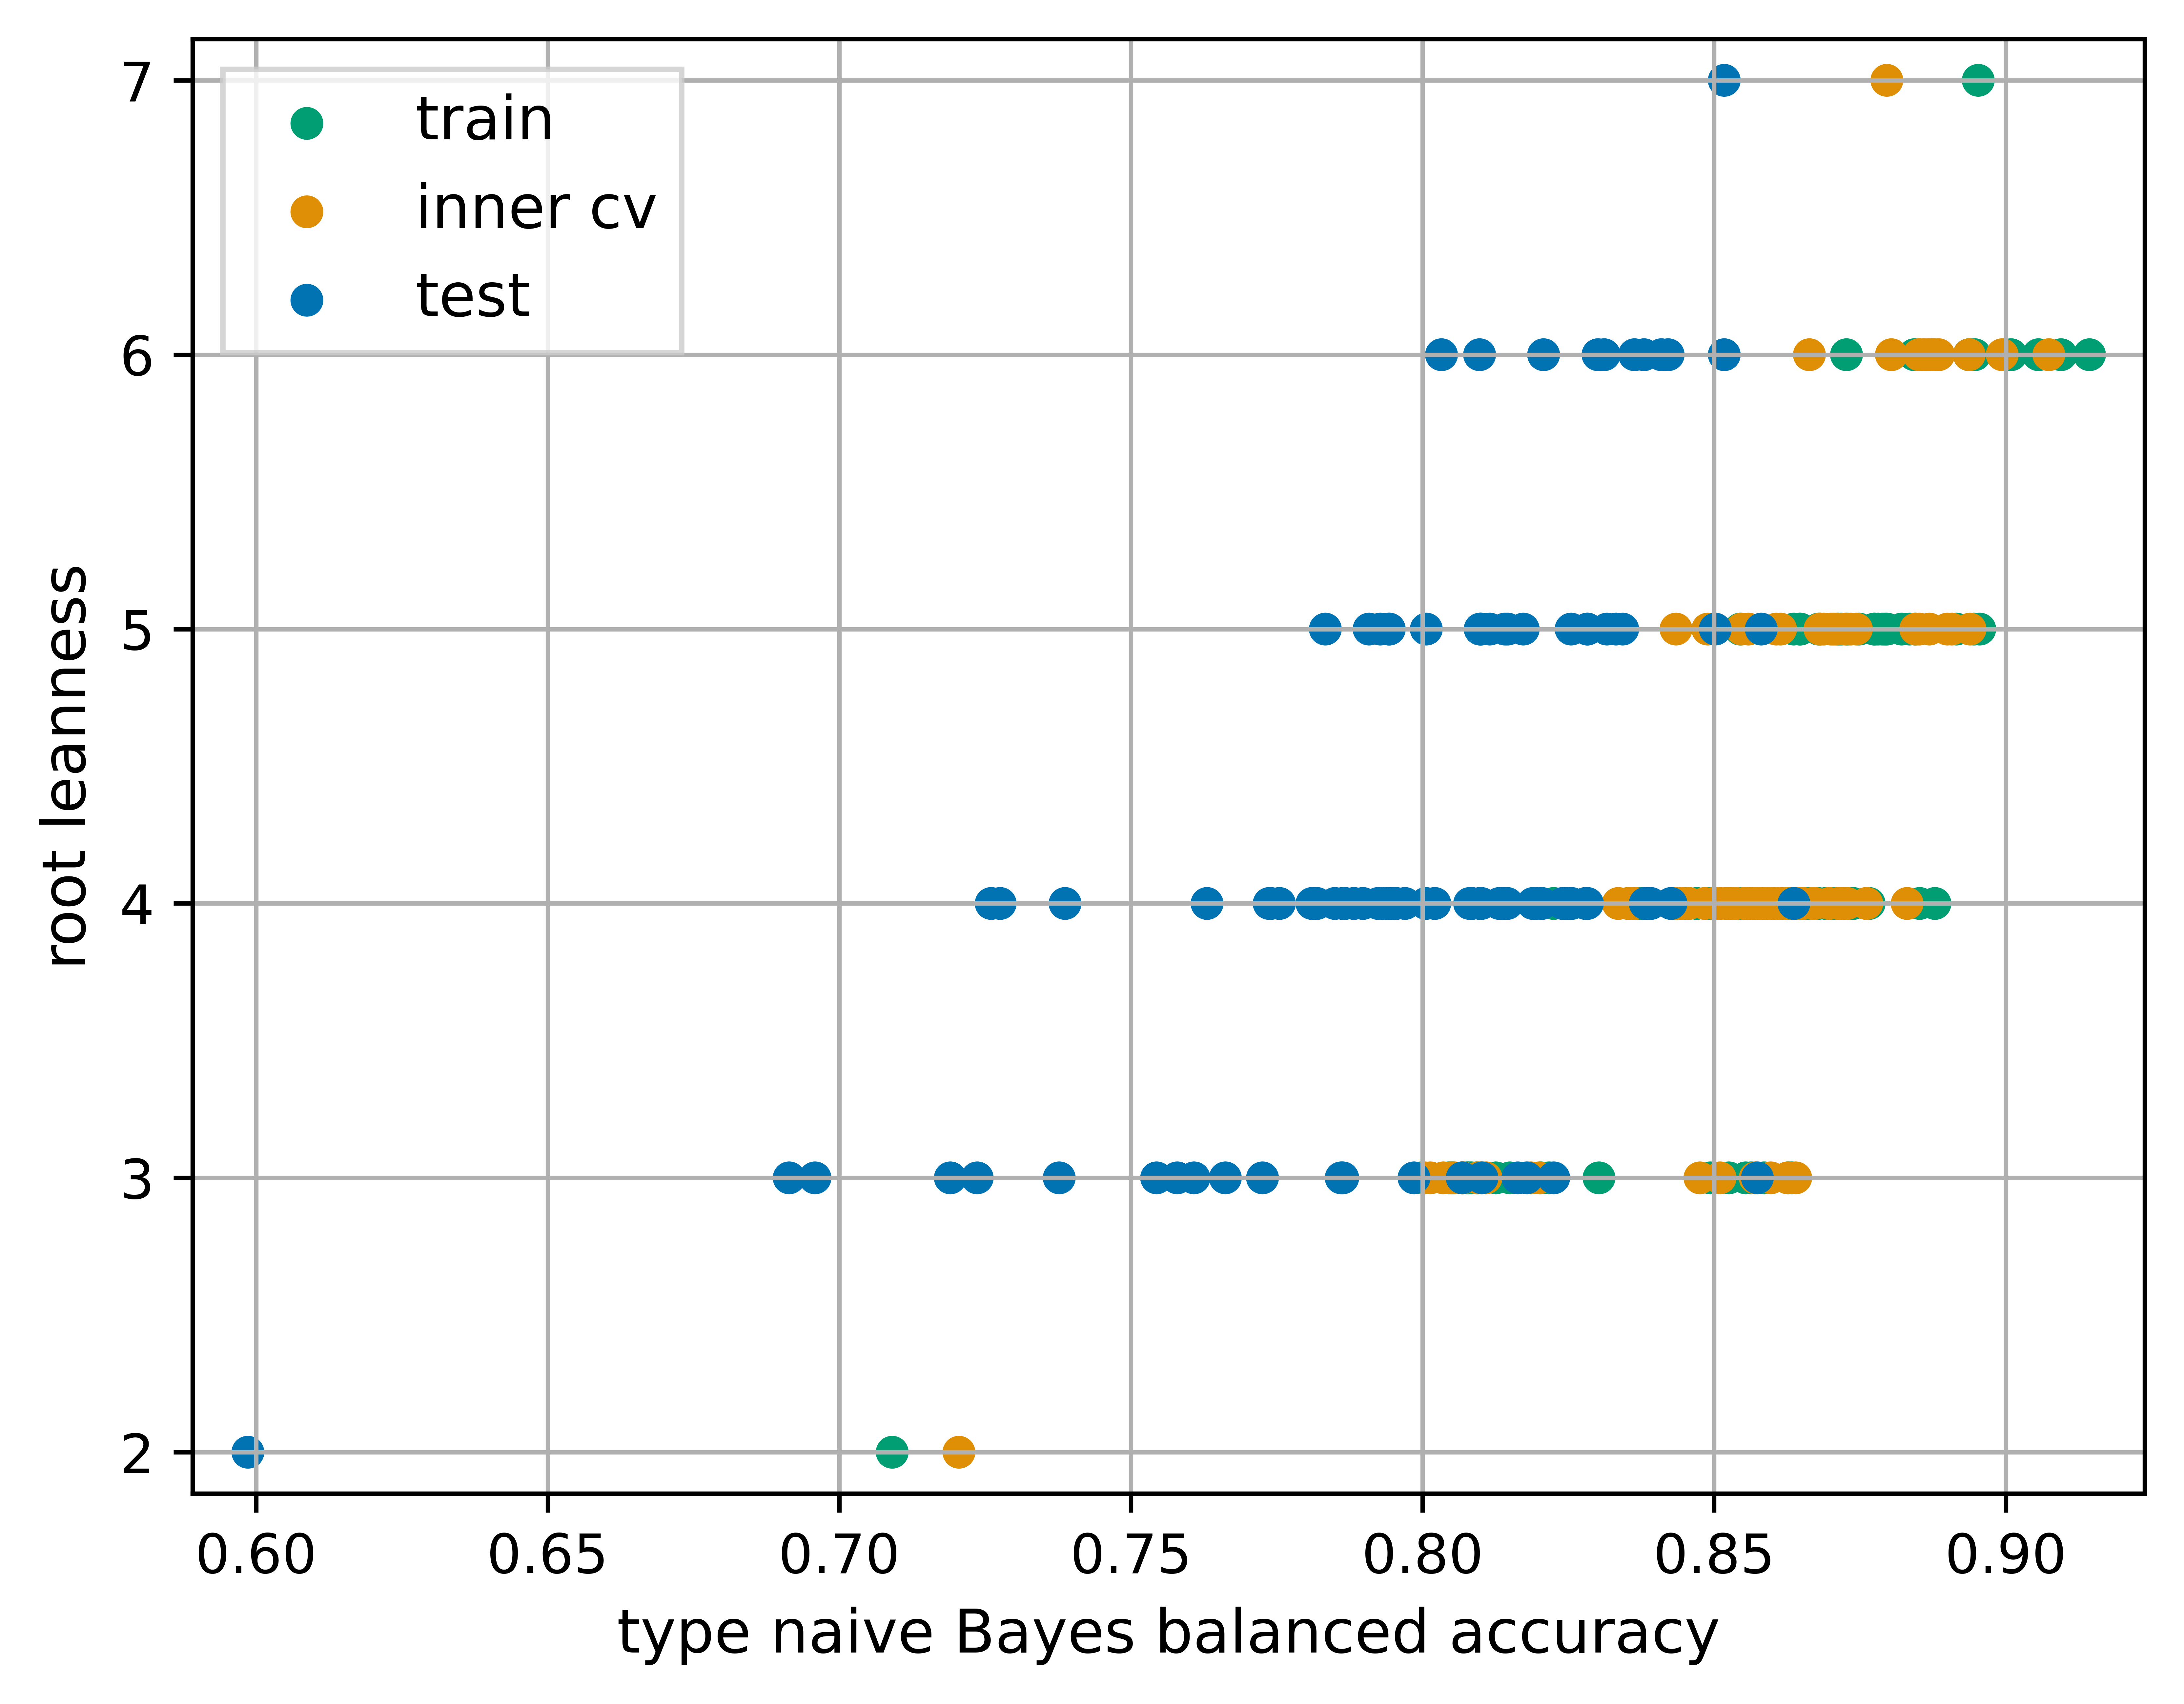 train
inner cv
test
7
6
5
4
3
2
root leanness
0.60 0.65 0.70 0.75 0.80 0.85 0.90
type naive Bayes balanced accuracy